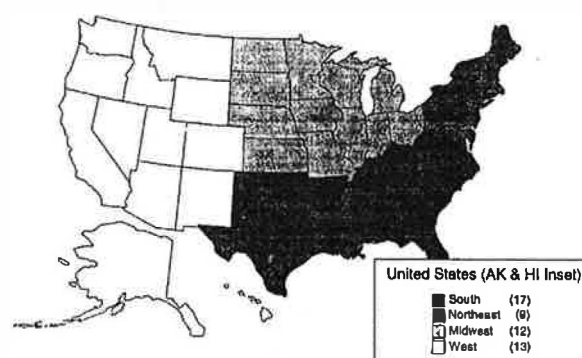 United States (AK & HI Inset)
South (17)
Northeast (9)
Midwest (12)
West (13)